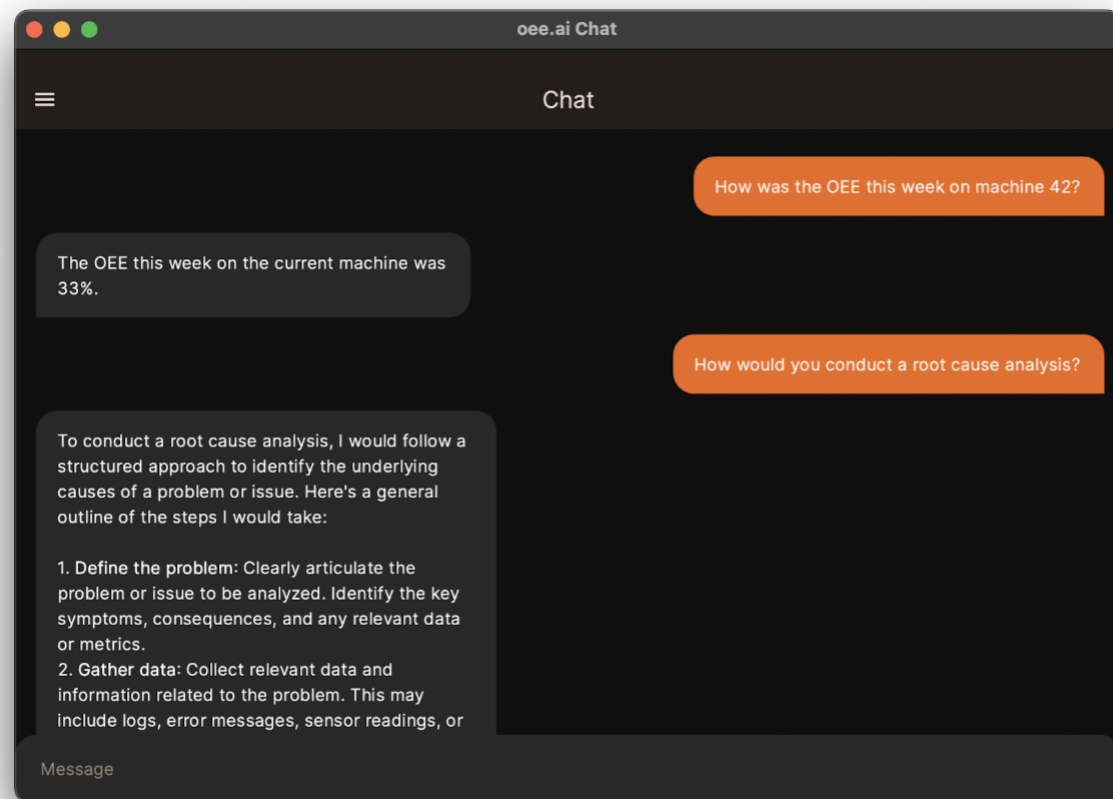 oee.ai Chat
Chat
How was the OEE this week on machine 42?
The OEE this week on the current machine was
33%.
How would you conduct a root cause analysis?
To conduct a root cause analysis, I would follow a
structured approach to identify the underlying
causes of a problem or issue. Here's a general
outline of the steps I would take:
1. Define the problem: Clearly articulate the
problem or issue to be analyzed. Identify the key
symptoms, consequences, and any relevant data
or metrics.
2. Gather data: Collect relevant data and
information related to the problem. This may
include logs, error messages, sensor readings, or
Message